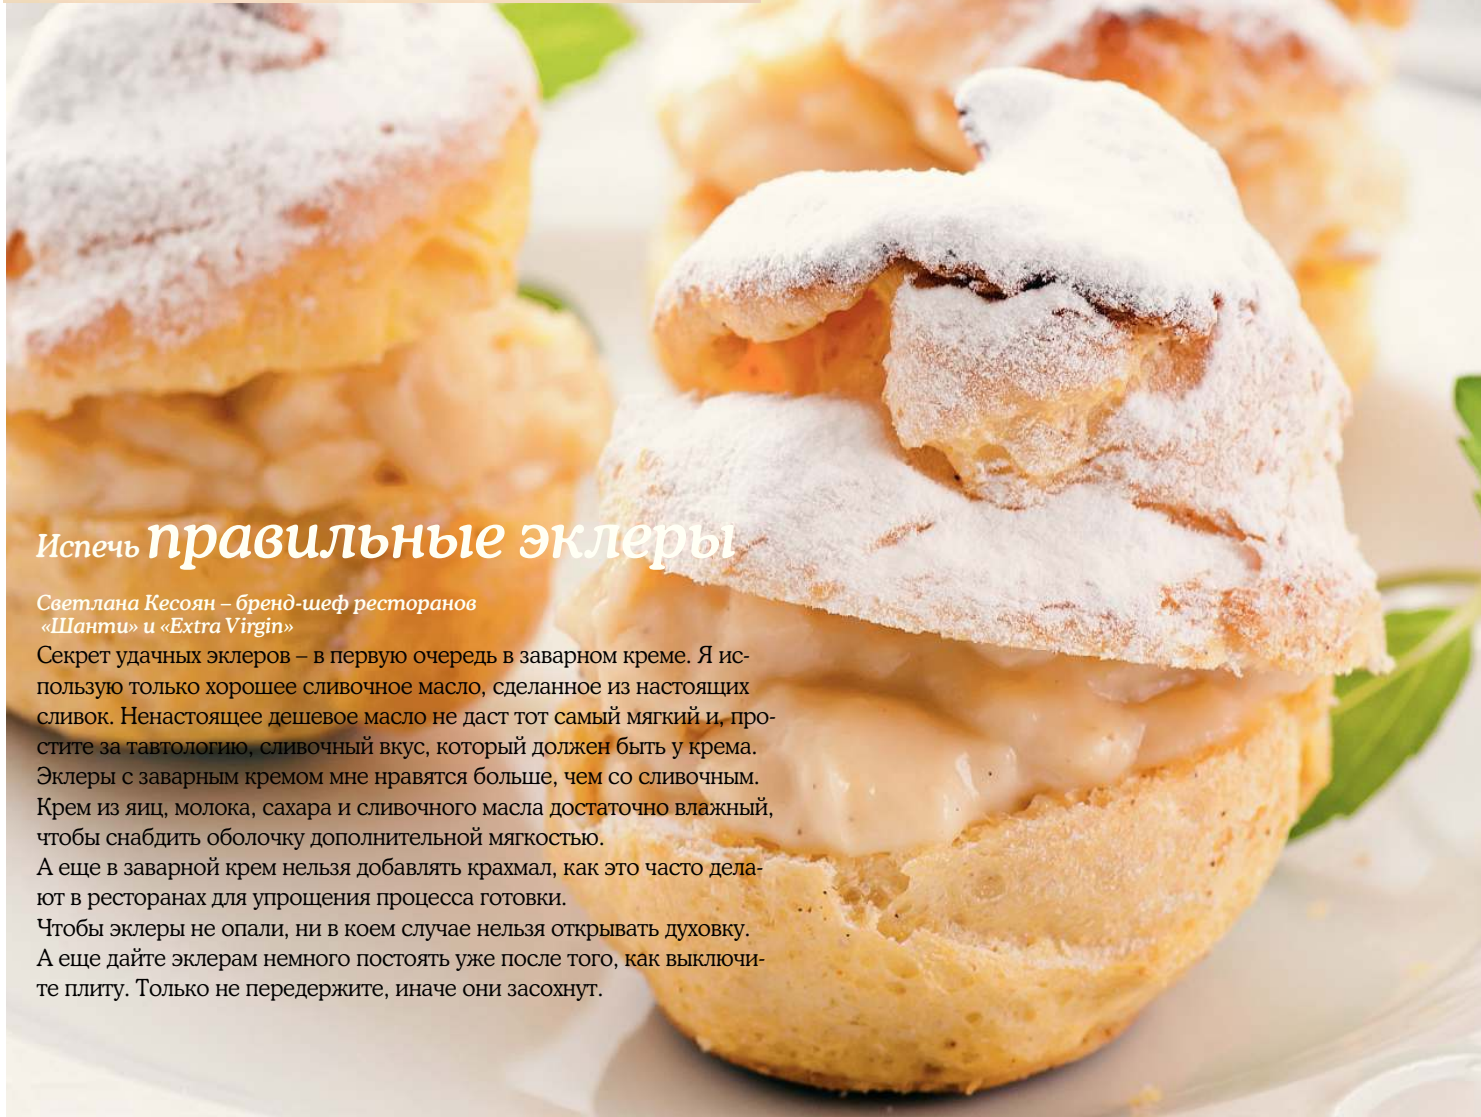 Испечь правильные эклеры
Светлана Кесоян – бренд-шеф ресторанов
«Шанти» и «Extra Virgin»
Секрет удачных эклеров – в первую очередь в заварном креме. Я ис-
пользую только хорошее сливочное масло, сделанное из настоящих
сливок. Ненастоящее дешевое масло не даст тот самый мягкий и, про-
стите за тавтологию, сливочный вкус, который должен быть у крема.
Эклеры с заварным кремом мне нравятся больше, чем со сливочным.
Крем из яиц, молока, сахара и сливочного масла достаточно влажный,
чтобы снабдить оболочку дополнительной мягкостью.
А еще в заварной крем нельзя добавлять крахмал, как это часто дела-
ют в ресторанах для упрощения процесса готовки.
Чтобы эклеры не опали, ни в коем случае нельзя открывать духовку.
А еще дайте эклерам немного постоять уже после того, как выключи-
те плиту. Только не передержите, иначе они засохнут.